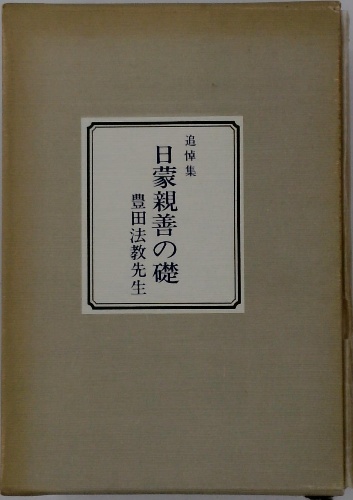 追悼集
日蒙親善の礎
豊田法教先生